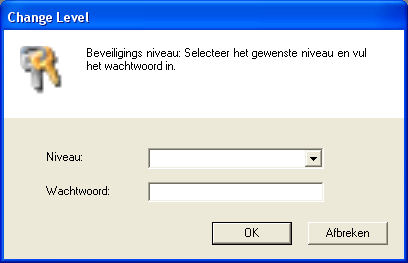 Change Level
Beveiligings niveau: Selecteer het gewenste niveau en vul
het wachtwoord in.
Niveau:
Wachtwoord:
OK
Afbreken